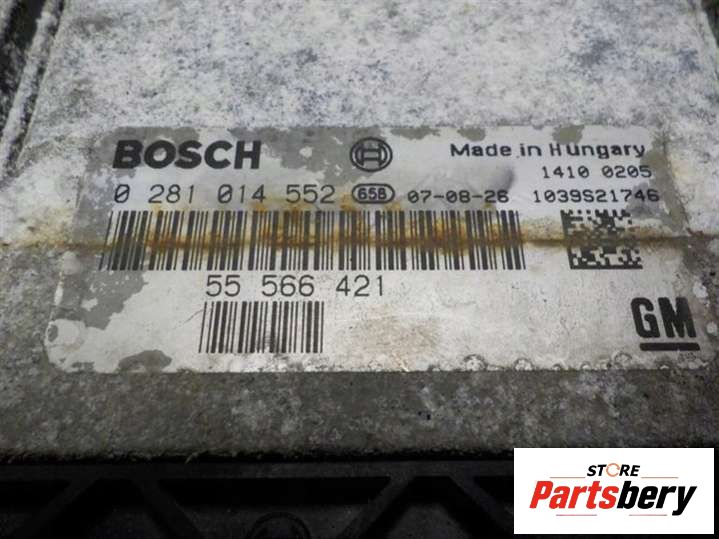 BOSCH Made in Hungary
1410 0205
0 281 014 552 658 07-08-26 1039S21746
55 566 421
GM
STORE
Partsbery